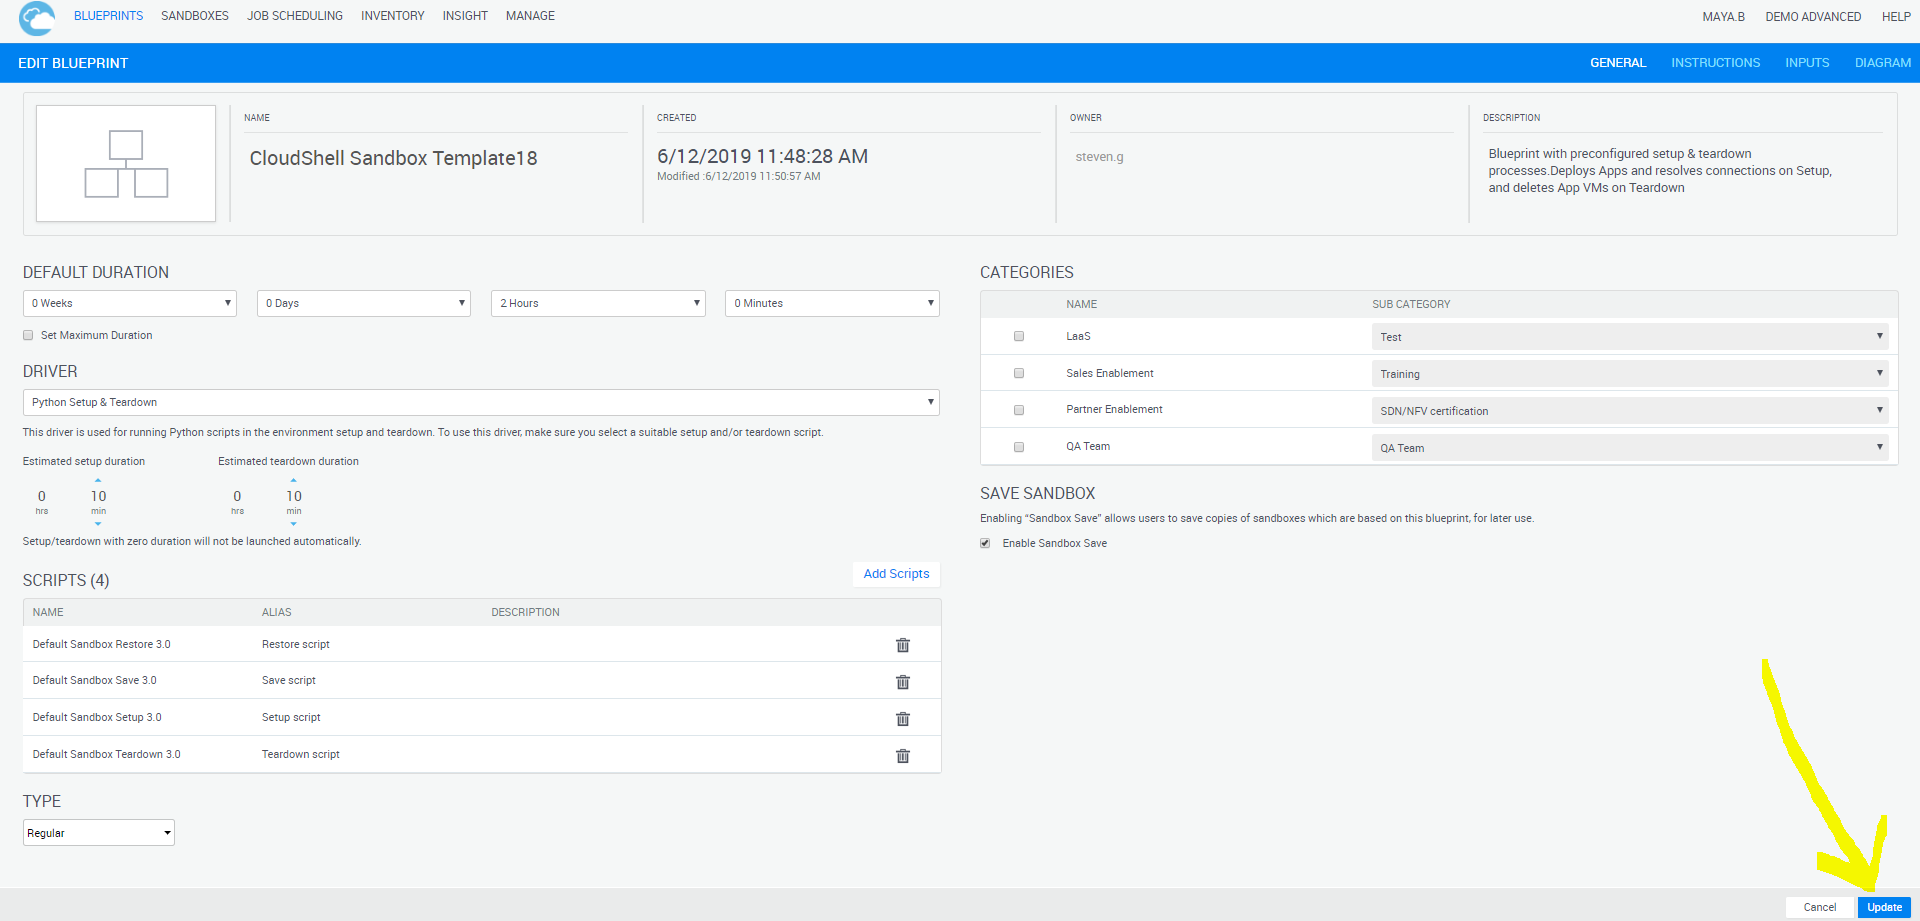 BLUEPRINTS SANDBOXES JOB SCHEDULING INVENTORY INSIGHT MANAGE MAYA.B DEMO ADVANCED HELP
EDIT BLUEPRINT GENERAL INSTRUCTIONS INPUTS DIAGRAM
NAME
CloudShell Sandbox Template18
CREATED
6/12/2019 11:48:28 AM
Modified :6/12/2019 11:50:57 AM
OWNER
steven.g
DESCRIPTION
Blueprint with preconfigured setup & teardown
processes.Deploys Apps and resolves connections on Setup,
and deletes App VMs on Teardown
DEFAULT DURATION
0 Weeks 0 Days 2 Hours 0 Minutes
Set Maximum Duration
DRIVER
Python Setup & Teardown
This driver is used for running Python scripts in the environment setup and teardown. To use this driver, make sure you select a suitable setup and/or teardown script.
Estimated setup duration Estimated teardown duration
0 10 0 10
hrs min hrs min
Setup/teardown with zero duration will not be launched automatically.
SCRIPTS (4) Add Scripts
NAME ALIAS DESCRIPTION
Default Sandbox Restore 3.0 Restore script
Default Sandbox Save 3.0 Save script
Default Sandbox Setup 3.0 Setup script
Default Sandbox Teardown 3.0 Teardown script
TYPE
Regular
CATEGORIES
NAME SUB CATEGORY
LaaS Test
Sales Enablement Training
Partner Enablement SDN/NFV certification
QA Team QA Team
SAVE SANDBOX
Enabling “Sandbox Save” allows users to save copies of sandboxes which are based on this blueprint, for later use.
Enable Sandbox Save
Cancel Update